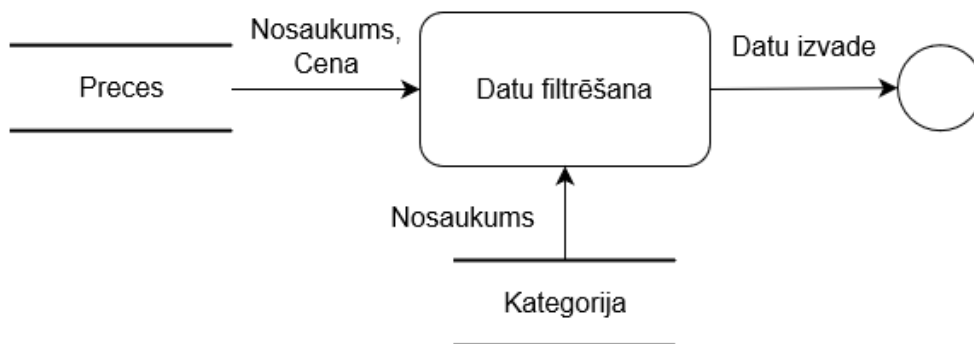 Nosaukums,
Cena
Preces
Datu filtrēšana
Datu izvade
Nosaukums
Kategorija